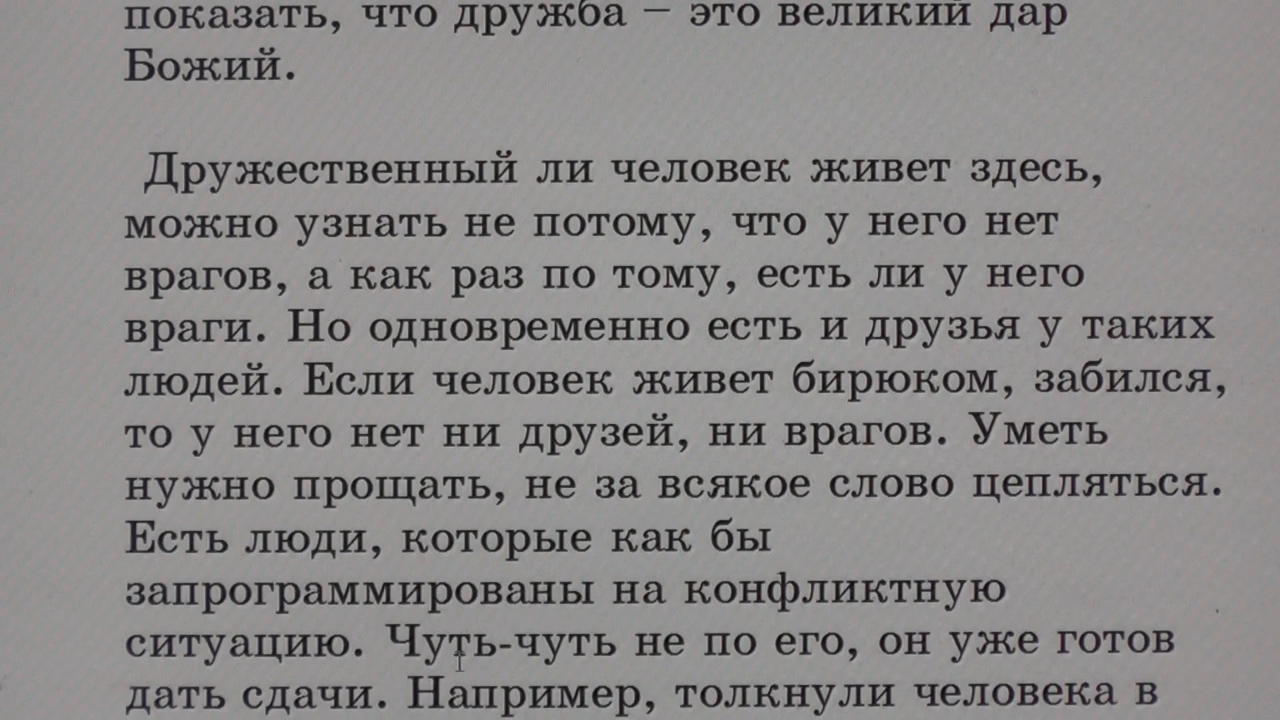 показать, что дружба – это великий дар
Божий.
Дружественный ли человек живет здесь,
можно узнать не потому, что у него нет
врагов, а как раз по тому, есть ли у него
враги. Но одновременно есть и друзья у таких
людей. Если человек живет бирюком, забился,
то у него нет ни друзей, ни врагов. Уметь
нужно прощать, не за всякое слово цепляться.
Есть люди, которые как бы
запрограммированы на конфликтную
ситуацию. Чуть-чуть не по его, он уже готов
дать сдачи. Например, толкнули человека в